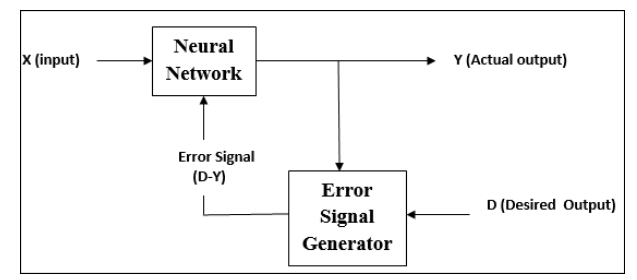 Neural
Network
X (input)
Y (Actual output)
Error Signal
(D-Y)
Error
Signal
Generator
D (Desired Output)